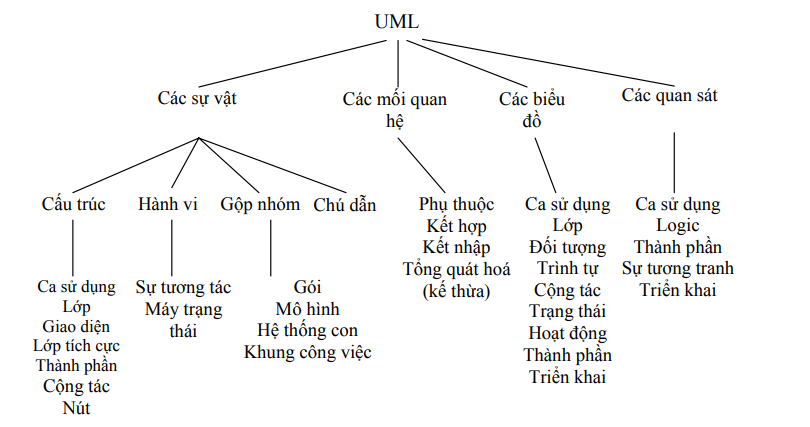 UML
Các sự vật
Các mối quan
hệ
Các biểu
đồ
Các quan sát
Cấu trúc
Hành vi
Gộp nhóm
Chú dẫn
Phụ thuộc
Kết hợp
Kết nhập
Tổng quát hoá
(kế thừa)
Ca sử dụng
Lớp
Đối tượng
Trình tự
Cộng tác
Trạng thái
Hoạt động
Thành phần
Triển khai
Ca sử dụng
Logic
Thành phần
Sự tương tranh
Triển khai
Ca sử dụng
Lớp
Giao diện
Lớp tích cực
Thành phần
Cộng tác
Nút
Sự tương tác
Máy trạng
thái
Gói
Mô hình
Hệ thống con
Khung công việc